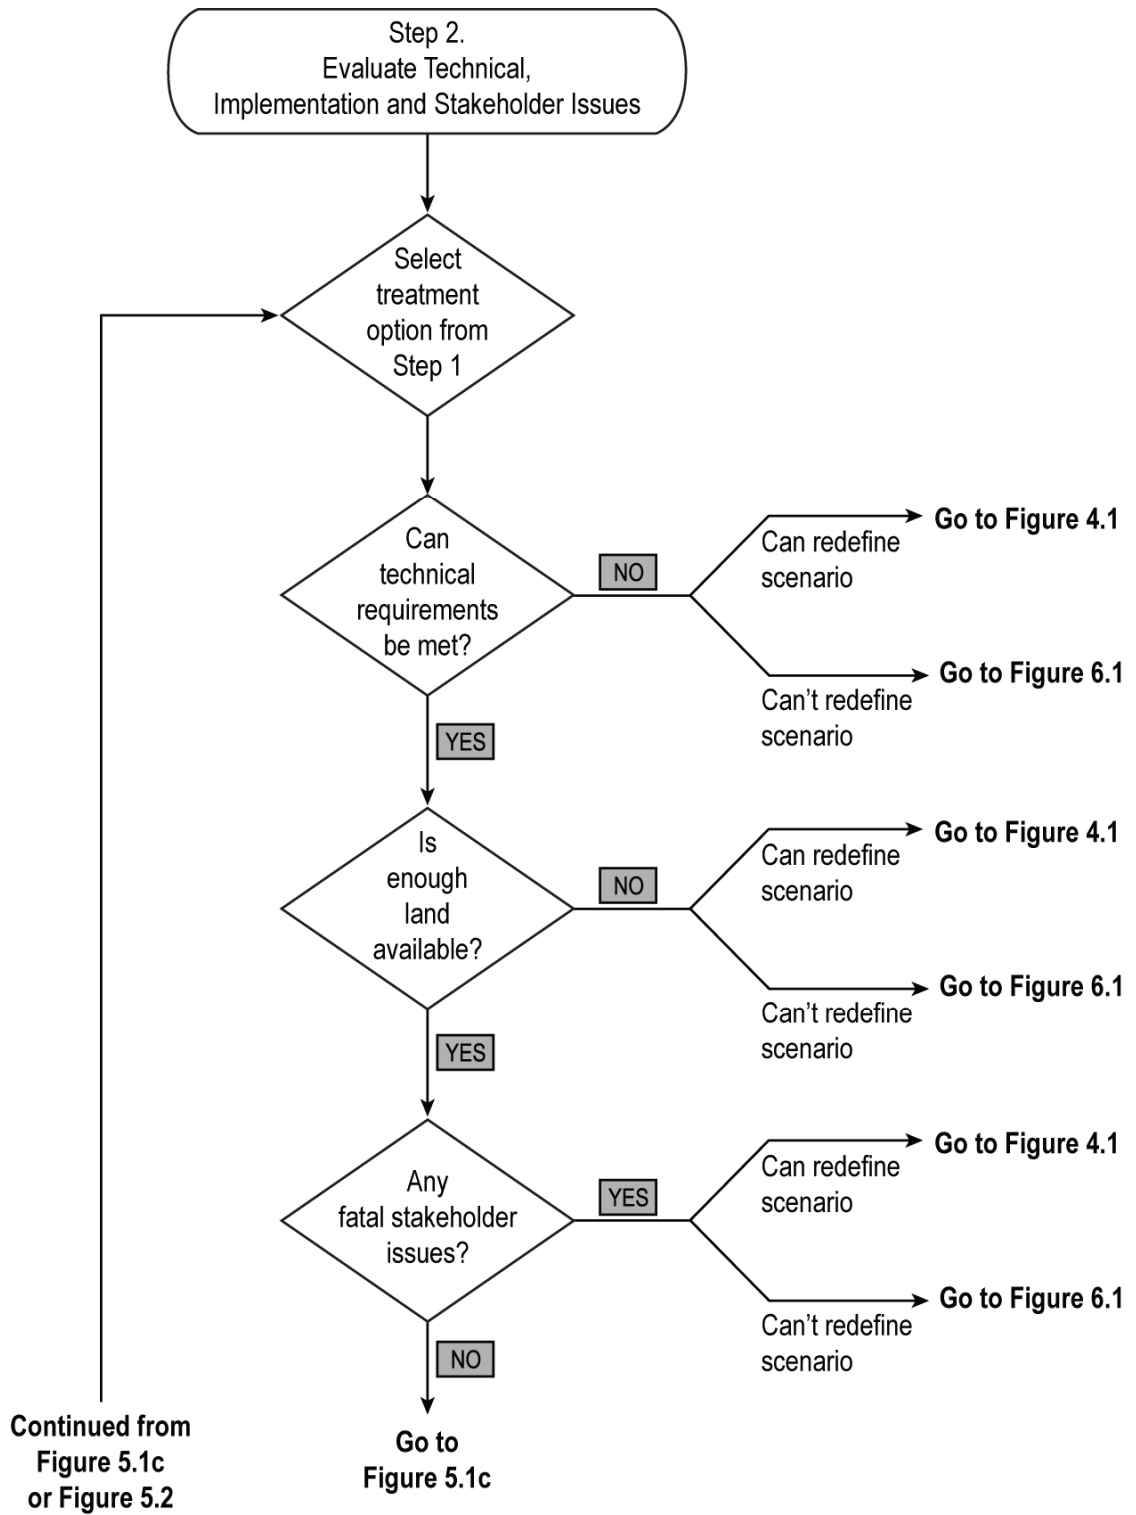 Step 2.
Evaluate Technical,
Implementation and Stakeholder Issues
Select
treatment
option from
Step 1
Can
technical
requirements
be met?
NO
Can redefine
scenario
Go to Figure 4.1
Can't redefine
scenario
Go to Figure 6.1
YES
Is
enough
land
available?
NO
Can redefine
scenario
Go to Figure 4.1
Can't redefine
scenario
Go to Figure 6.1
YES
Any
fatal stakeholder
issues?
YES
Can redefine
scenario
Go to Figure 4.1
Can't redefine
scenario
Go to Figure 6.1
NO
Go to
Figure 5.1c
Continued from
Figure 5.1c
or Figure 5.2